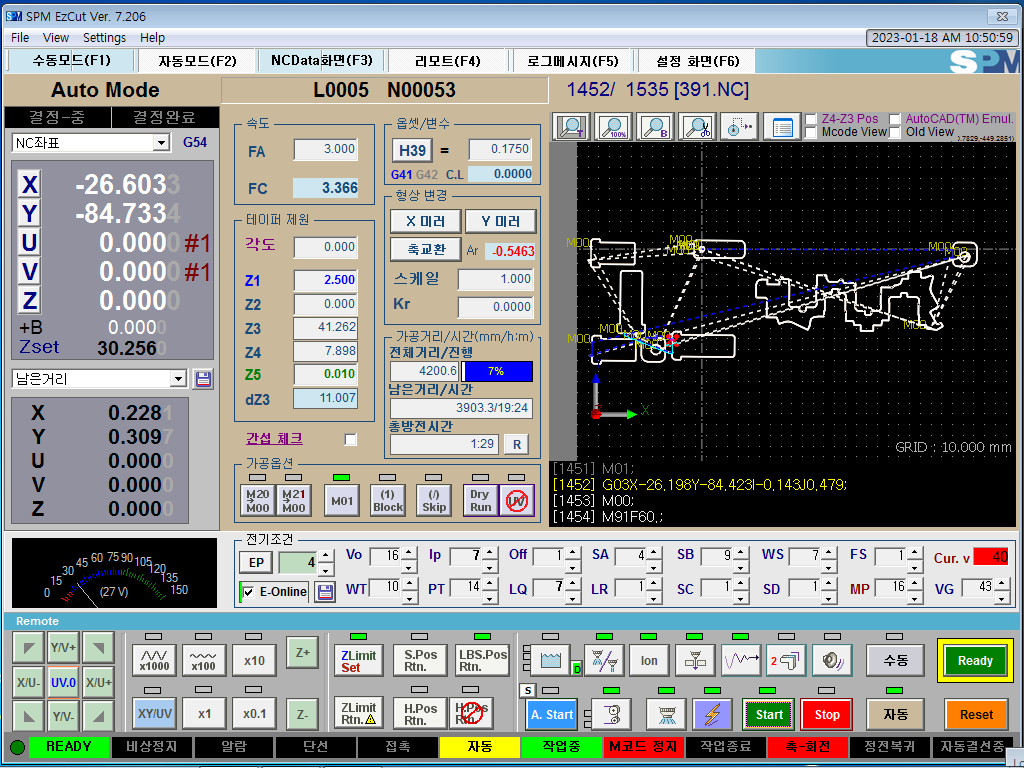 SPM EzCut Ver. 7.206
File View Settings Help
2023-01-18 AM 10:50:59
수동모드(F1) 자동모드(F2) NCData화면(F3) 리모트(F4) 로그메시지(F5) 설정 화면(F6)
SPM
Auto Mode
L0005 N00053
1452/ 1535 [391.NC]
결정-중 결정완료
NC좌표 G54
X -26.6033
Y -84.7334
U 0.0000 #1
V 0.0000 #1
Z 0.0000
+B 0.0000
Zset 30.2560
남은거리
X 0.2281
Y 0.3097
U 0.0000
V 0.0000
Z 0.0000
속도
FA 3.000
FC 3.366
테이퍼 제원
각도 0.000
Z1 2.500
Z2 0.000
Z3 41.262
Z4 7.898
Z5 0.010
dZ3 11.007
간섭 체크
옵셋/변수
H39 = 0.1750
G41 G42 C.L 0.0000
형상 변경
X 미러 Y 미러
축교환 Ar -0.5463
스케일 1.000
Kr 0.0000
가공거리/시간(mm/h:m)
전체거리/진행
4200.6 7%
남은거리/시간
3903.3/19:24
총방전시간
1:29 R
가공옵션
M20 → M00
M21 → M00
M01
(1) Block
(/) Skip
Dry Run
UV
100% B
Z4-Z3 Pos AutoCAD(TM) Emul.
Mcode View Old View
M00
M00
M00
M00
M00
M00
X
GRID : 10.000 mm
[1451] M01;
[1452] G03X-26.198Y-84.423I-0.143J0.479;
[1453] M00;
[1454] M91F60.;
0 15 30 45 60 75 90 105 120 135 150
(27 V)
전기조건
EP 4
E-Online
Vo 16 Ip 7 Off 1 SA 4 SB 9 WS 7 FS 1 Cur. v 40
WT 10 PT 14 LQ 7 LR 1 SC 1 SD 1 MP 16 VG 43
Remote
Y/V+
X/U- UV.0 X/U+
Y/V-
x1000 x100 x10 Z+
XY/UV x1 x0.1 Z-
ZLimit Set
S.Pos Rtn.
LBS.Pos Rtn.
ZLimit Rtn.
H.Pos Rtn.
D
Ion
2
수동
Ready
S
A. Start
Start
Stop
자동
Reset
READY 비상정지 알람 단선 접촉 자동 작업중 M코드 정지 작업종료 축-회전 정전복귀 자동결선중